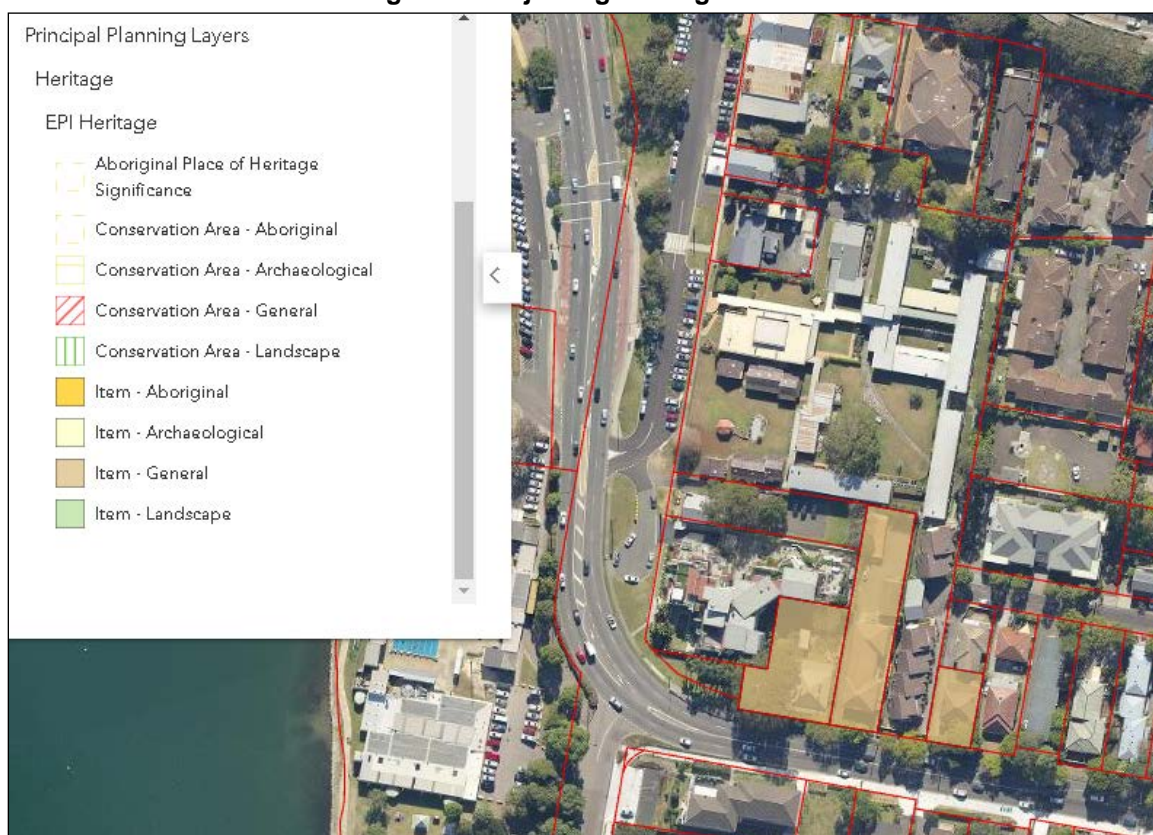 Principal Planning Layers
Heritage
EPI Heritage
Aboriginal Place of Heritage
Significance
Conservation Area - Aboriginal
Conservation Area - Archaeological
Conservation Area - General
Conservation Area - Landscape
Item - Aboriginal
Item - Archaeological
Item - General
Item - Landscape